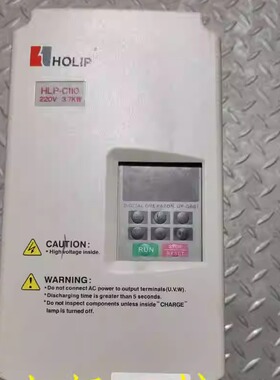 HOLIP
HLP-C110
220V 3.7KW
DIGITAL OPERATOR OP-
RUN
STOP
RESET
CAUTION:
• High voltage inside.
WARNING:
• Do not connect AC power to output terminals (U.V.W).
• Discharging time is greater than 5 seconds.
• Do not inspect components unless inside "CHARGE"
lamp is turned off.